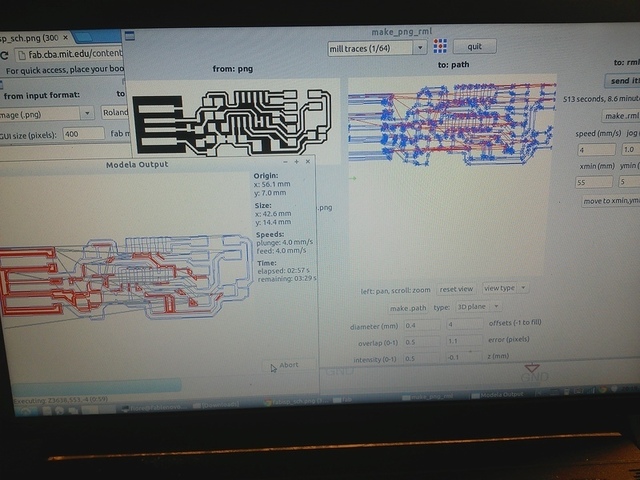 sp_sch.png (300
fab.cba.mit.edu/content
For quick access, place your boo
make_png_rml
mill traces (1/64)
quit
from input format:
to
mage (.png)
Roland
GUI size (pixels):
400
fab m
from: png
to: path
to: rml
send it!
513 seconds, 8.6 minute
make .rml
speed (mm/s)
jog
4
1.0
xmin (mm)
ymin (
55
5
move to xmin,ym
Modela Output
Origin:
x: 56.1 mm
y: 7.0 mm
Size:
x: 42.6 mm
y: 14.4 mm
Speeds:
plunge: 4.0 mm/s
feed: 4.0 mm/s
Time:
elapsed: 02:57 s
remaining: 03:29 s
.png
Abort
left: pan, scroll: zoom
reset view
view type
make .path
type:
3D plane
diameter (mm)
0.4
4
offsets (-1 to fill)
overlap (0-1)
0.5
1.1
error (pixels)
intensity (0-1)
0.5
-0.1
z (mm)
GND
GND